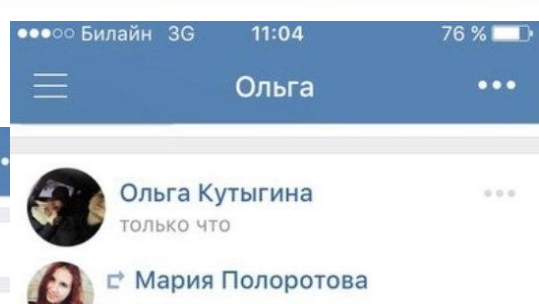 Билайн 3G 11:04 76 %
Ольга
Ольга Кутыгина
только что
Мария Полоротова